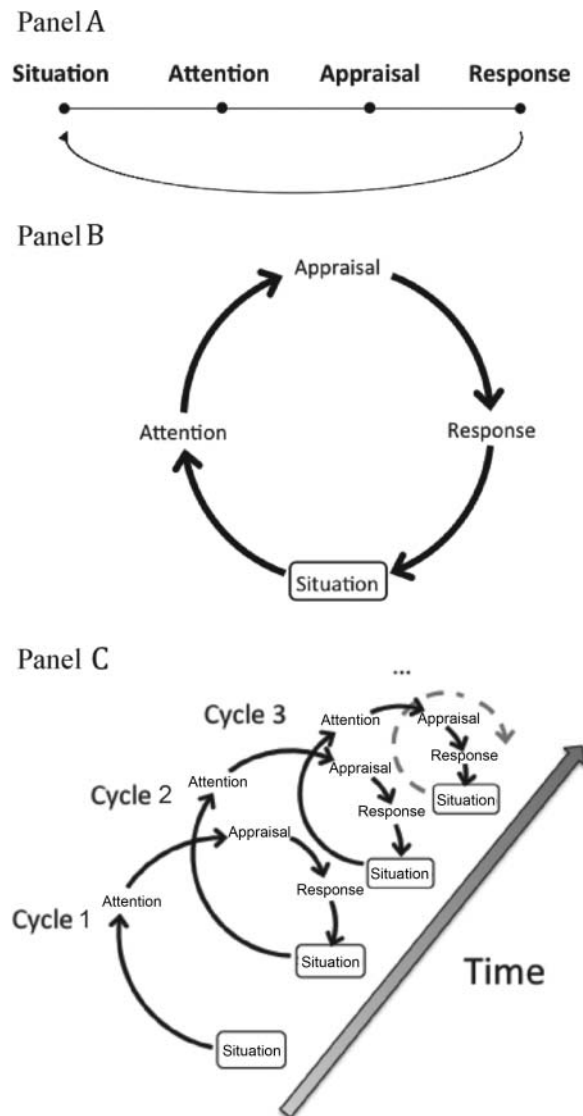 Panel A
Situation Attention Appraisal Response
Panel B
Appraisal
Attention Response
Situation
Panel C
...
Cycle 3 Attention Appraisal
Response
Cycle 2 Attention Appraisal
Situation
Response
Appraisal
Situation
Cycle 1 Attention Response
Situation
Time
Situation